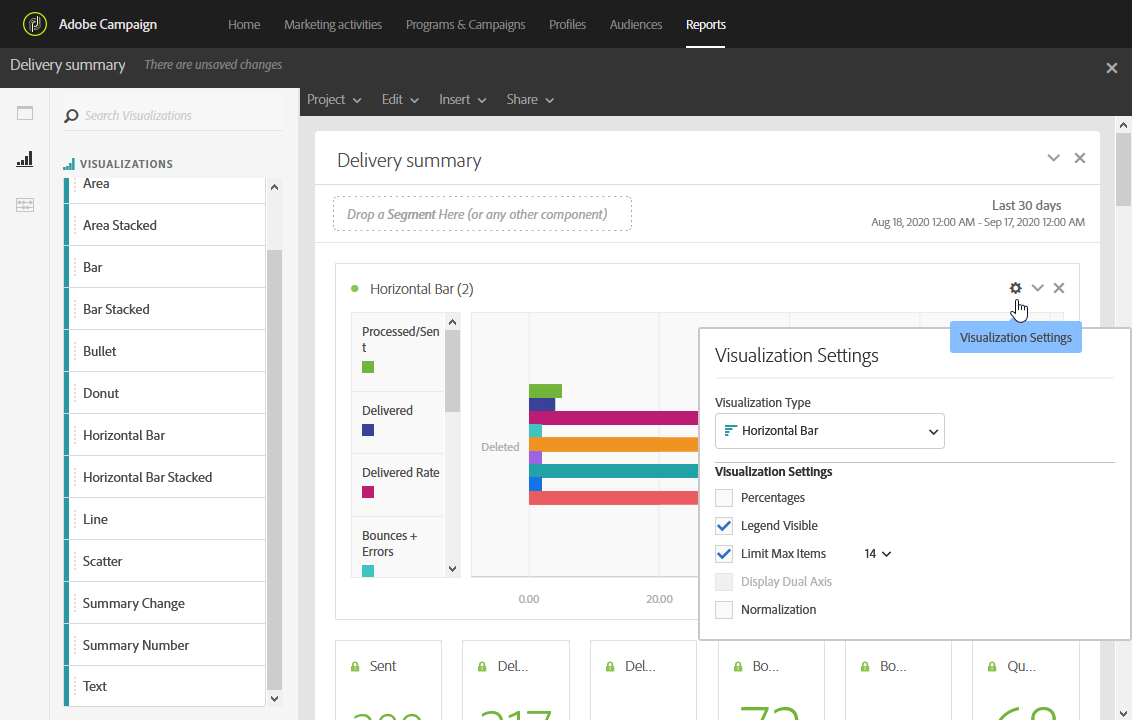 Adobe Campaign
Home
Marketing activities
Programs & Campaigns
Profiles
Audiences
Reports
Delivery summary
There are unsaved changes
Project
Edit
Insert
Share
Search Visualizations
VISUALIZATIONS
Area
Area Stacked
Bar
Bar Stacked
Bullet
Donut
Horizontal Bar
Horizontal Bar Stacked
Line
Scatter
Summary Change
Summary Number
Text
Delivery summary
Drop a Segment Here (or any other component)
Last 30 days
Aug 18, 2020 12:00 AM - Sep 17, 2020 12:00 AM
Horizontal Bar (2)
Processed/Sen
t
Delivered
Delivered Rate
Bounces +
Errors
Deleted
0.00
20.00
Visualization Settings
Visualization Settings
Visualization Type
Horizontal Bar
Visualization Settings
Percentages
Legend Visible
Limit Max Items
14
Display Dual Axis
Normalization
Sent
Del...
Del...
Bo...
Bo...
Qu...
217
72
68